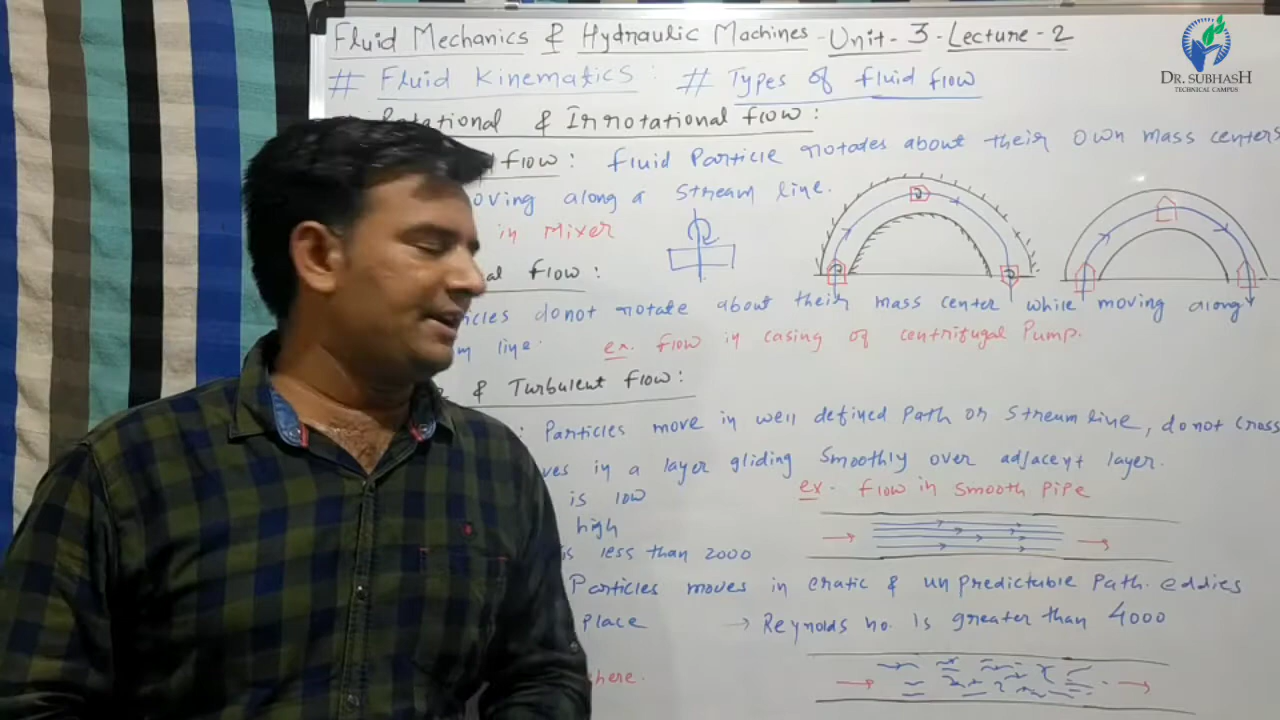 Fluid Mechanics & Hydraulic Machines - Unit - 3 - Lecture - 2
DR. SUBHASH
TECHNICAL CAMPUS
# Fluid Kinematics : # Types of fluid flow
Rotational & Irrotational flow :
flow : fluid Particle rotates about their own mass centers
moving along a stream line.
in Mixer
al flow :
icles donot rotate about their mass center while moving along
line. ex. flow in casing of centrifugal Pump.
& Turbulent flow :
: Particles move in well defined Path or stream line, donot cross
ves in a layer gliding smoothly over adjacent layer.
is low ex. flow in smooth pipe
high
is less than 2000
Particles moves in eratic & unpredictable path. eddies
place → Reynolds no. is greater than 4000
here.